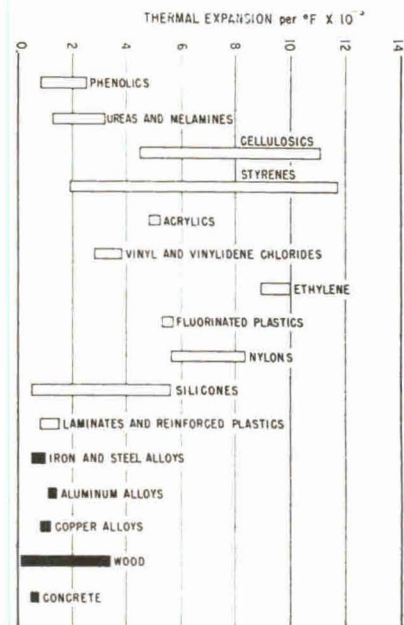 THERMAL EXPANSION per °F X 10⁻⁵
0 2 4 6 8 10 12 14
PHENOLICS
UREAS AND MELAMINES
CELLULOSICS
STYRENES
ACRYLICS
VINYL AND VINYLIDENE CHLORIDES
ETHYLENE
FLUORINATED PLASTICS
NYLONS
SILICONES
LAMINATES AND REINFORCED PLASTICS
IRON AND STEEL ALLOYS
ALUMINUM ALLOYS
COPPER ALLOYS
WOOD
CONCRETE